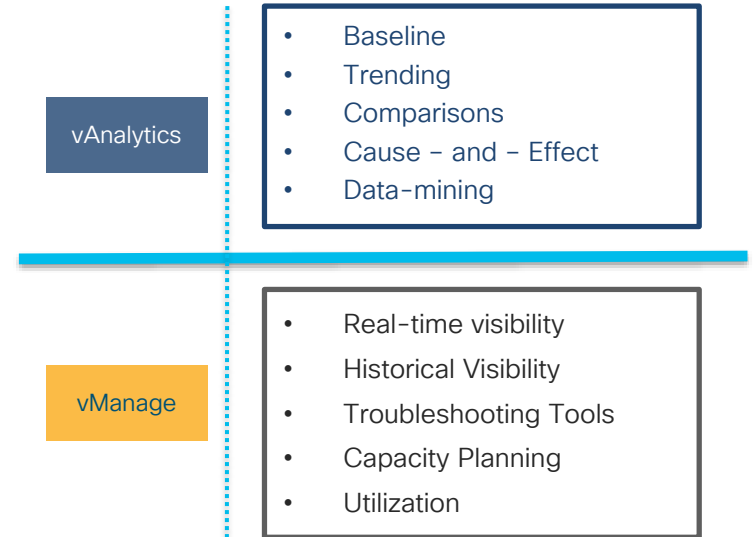 vAnalytics
• Baseline
• Trending
• Comparisons
• Cause – and – Effect
• Data-mining
vManage
• Real-time visibility
• Historical Visibility
• Troubleshooting Tools
• Capacity Planning
• Utilization